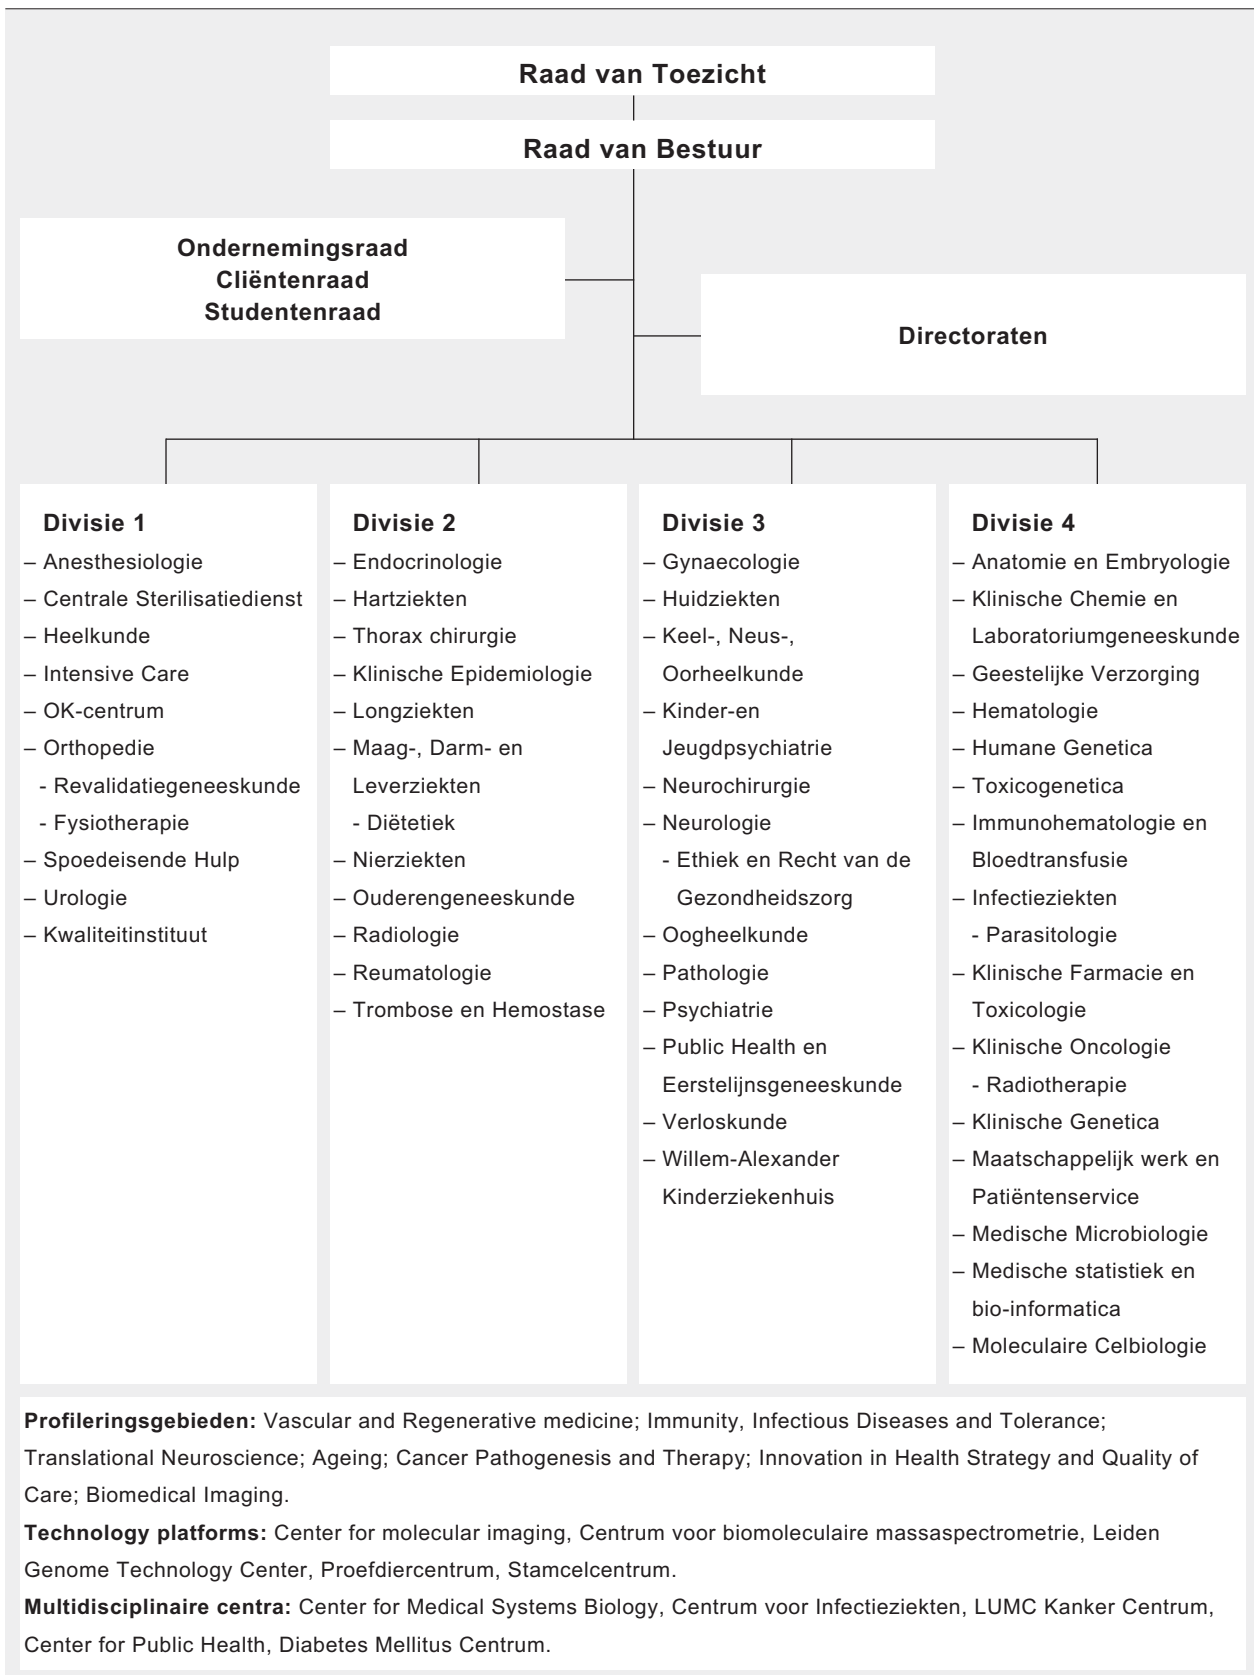 Raad van Toezicht
Raad van Bestuur
Ondernemingsraad
Cliëntenraad
Studentenraad
Directoraten
Divisie 1
– Anesthesiologie
– Centrale Sterilisatiedienst
– Heelkunde
– Intensive Care
– OK-centrum
– Orthopedie
- Revalidatiegeneeskunde
- Fysiotherapie
– Spoedeisende Hulp
– Urologie
– Kwaliteitinstituut
Divisie 2
– Endocrinologie
– Hartziekten
– Thorax chirurgie
– Klinische Epidemiologie
– Longziekten
– Maag-, Darm- en
Leverziekten
- Diëtetiek
– Nierziekten
– Ouderengeneeskunde
– Radiologie
– Reumatologie
– Trombose en Hemostase
Divisie 3
– Gynaecologie
– Huidziekten
– Keel-, Neus-,
Oorheelkunde
– Kinder-en
Jeugdpsychiatrie
– Neurochirurgie
– Neurologie
- Ethiek en Recht van de
Gezondheidszorg
– Oogheelkunde
– Pathologie
– Psychiatrie
– Public Health en
Eerstelijnsgeneeskunde
– Verloskunde
– Willem-Alexander
Kinderziekenhuis
Divisie 4
– Anatomie en Embryologie
– Klinische Chemie en
Laboratoriumgeneeskunde
– Geestelijke Verzorging
– Hematologie
– Humane Genetica
– Toxicogenetica
– Immunohematologie en
Bloedtransfusie
– Infectieziekten
- Parasitologie
– Klinische Farmacie en
Toxicologie
– Klinische Oncologie
- Radiotherapie
– Klinische Genetica
– Maatschappelijk werk en
Patiëntenservice
– Medische Microbiologie
– Medische statistiek en
bio-informatica
– Moleculaire Celbiologie
Profileringsgebieden: Vascular and Regenerative medicine; Immunity, Infectious Diseases and Tolerance;
Translational Neuroscience; Ageing; Cancer Pathogenesis and Therapy; Innovation in Health Strategy and Quality of
Care; Biomedical Imaging.
Technology platforms: Center for molecular imaging, Centrum voor biomoleculaire massaspectrometrie, Leiden
Genome Technology Center, Proefdiercentrum, Stamcelcentrum.
Multidisciplinaire centra: Center for Medical Systems Biology, Centrum voor Infectieziekten, LUMC Kanker Centrum,
Center for Public Health, Diabetes Mellitus Centrum.